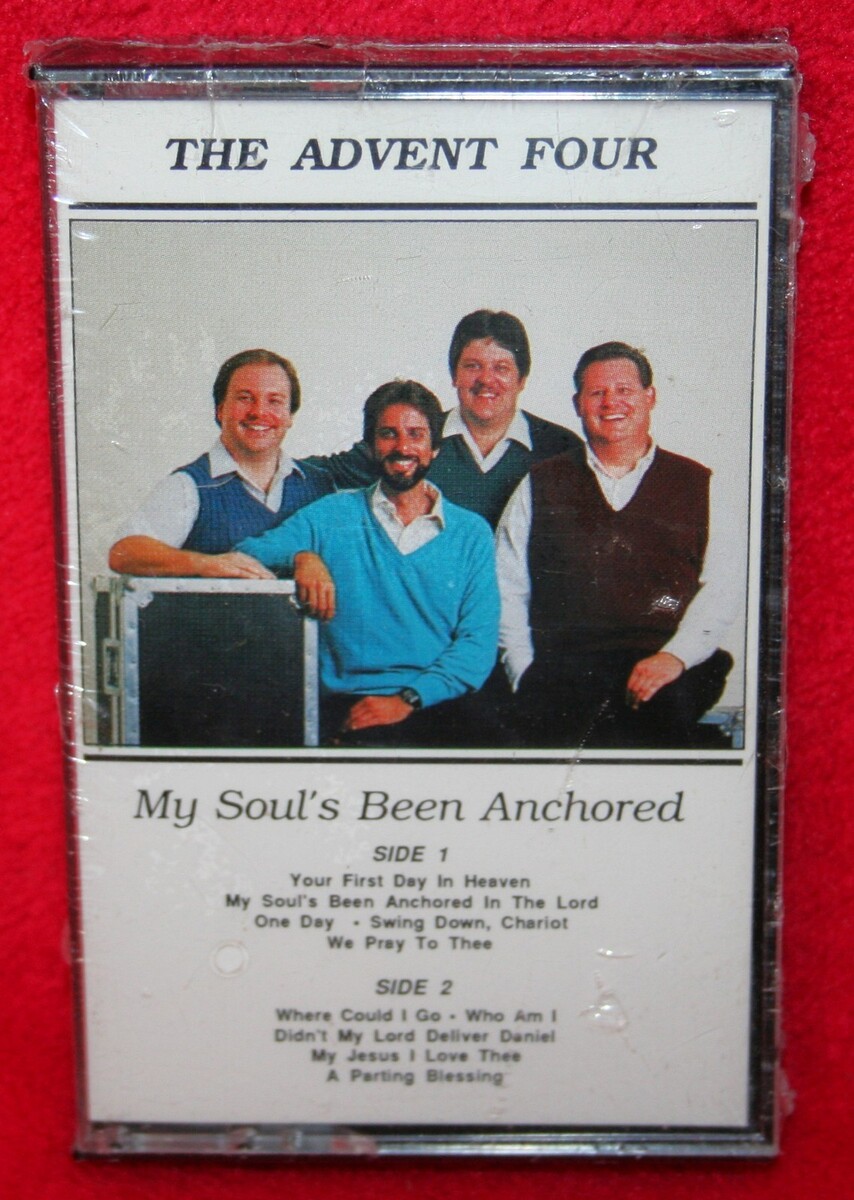 THE ADVENT FOUR
My Soul's Been Anchored
SIDE 1
Your First Day In Heaven
My Soul's Been Anchored In The Lord
One Day - Swing Down, Chariot
We Pray To Thee
SIDE 2
Where Could I Go - Who Am I
Didn't My Lord Deliver Daniel
My Jesus I Love Thee
A Parting Blessing